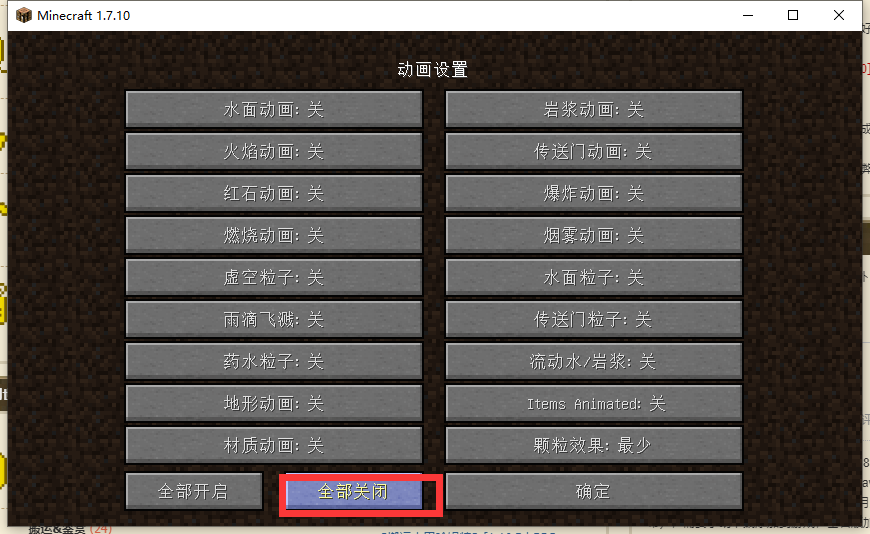 Minecraft 1.7.10
动画设置
水面动画: 关
岩浆动画: 关
火焰动画: 关
传送门动画: 关
红石动画: 关
爆炸动画: 关
燃烧动画: 关
烟雾动画: 关
虚空粒子: 关
水面粒子: 关
雨滴飞溅: 关
传送门粒子: 关
药水粒子: 关
流动水/岩浆: 关
地形动画: 关
Items Animated: 关
材质动画: 关
颗粒效果: 最少
全部开启
全部关闭
确定